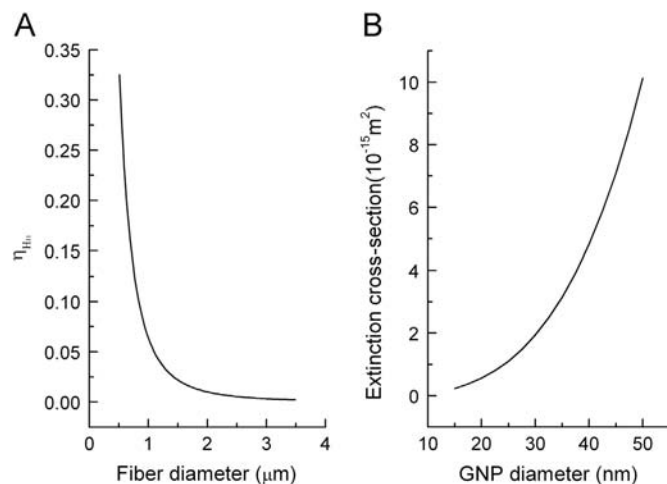 A
0.35
0.30
0.25
0.20
0.15
0.10
0.05
0.00
0 1 2 3 4
Fiber diameter (μm)
B
Extinction cross-section(10⁻¹⁵m²)
10
8
6
4
2
0
10 20 30 40 50
GNP diameter (nm)